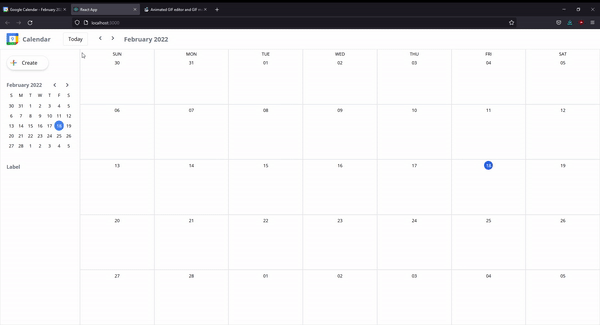 Google Calendar - February 20
React App
Animated GIF editor and GIF m
localhost:3000
Calendar
Today
February 2022
Create
February 2022
S M T W T F S
30 31 1 2 3 4 5
6 7 8 9 10 11 12
13 14 15 16 17 18 19
20 21 22 23 24 25 26
27 28 1 2 3 4 5
Label
SUN MON TUE WED THU FRI SAT
30 31 01 02 03 04 05
06 07 08 09 10 11 12
13 14 15 16 17 18 19
20 21 22 23 24 25 26
27 28 01 02 03 04 05